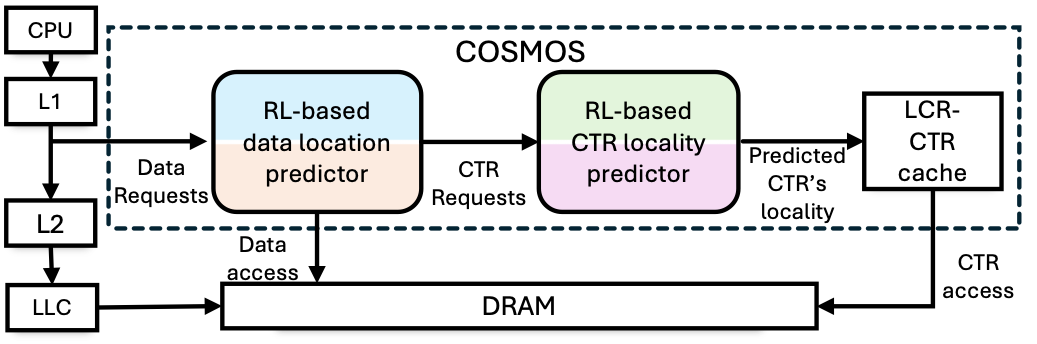 CPU
L1
L2
LLC
COSMOS
Data
Requests
RL-based
data location
predictor
CTR
Requests
RL-based
CTR locality
predictor
Predicted
CTR's
locality
LCR-
CTR
cache
Data
access
CTR
access
DRAM